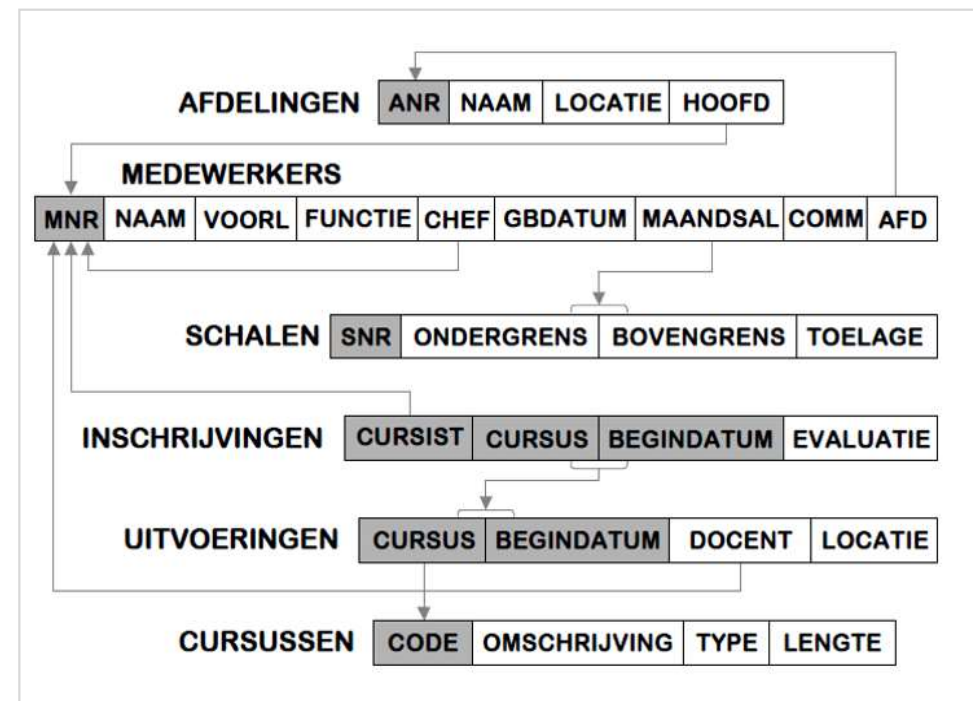 AFDELINGEN ANR NAAM LOCATIE HOOFD
MEDEWERKERS
MNR NAAM VOORL FUNCTIE CHEF GBDATUM MAANDSAL COMM AFD
SCHALEN SNR ONDERGRENS BOVENGRENS TOELAGE
INSCHRIJVINGEN CURSIST CURSUS BEGINDATUM EVALUATIE
UITVOERINGEN CURSUS BEGINDATUM DOCENT LOCATIE
CURSUSSEN CODE OMSCHRIJVING TYPE LENGTE